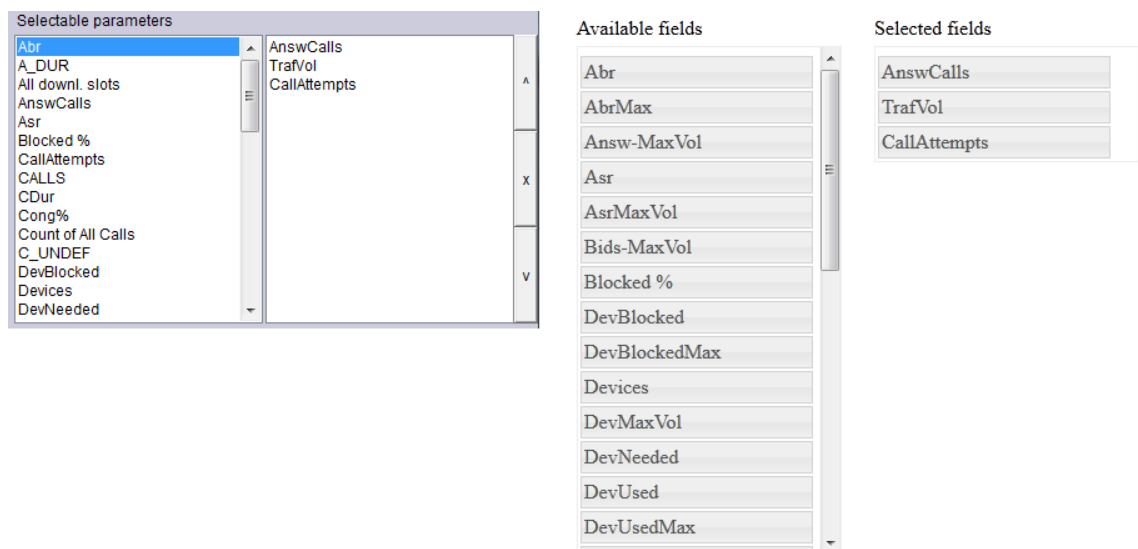 Selectable parameters
Abr
A_DUR
All downl. slots
AnswCalls
Asr
Blocked %
CallAttempts
CALLS
CDur
Cong%
Count of All Calls
C_UNDEF
DevBlocked
Devices
DevNeeded
AnswCalls
TrafVol
CallAttempts
^
x
v
Available fields
Abr
AbrMax
Answ-MaxVol
Asr
AsrMaxVol
Bids-MaxVol
Blocked %
DevBlocked
DevBlockedMax
Devices
DevMaxVol
DevNeeded
DevUsed
DevUsedMax
Selected fields
AnswCalls
TrafVol
CallAttempts